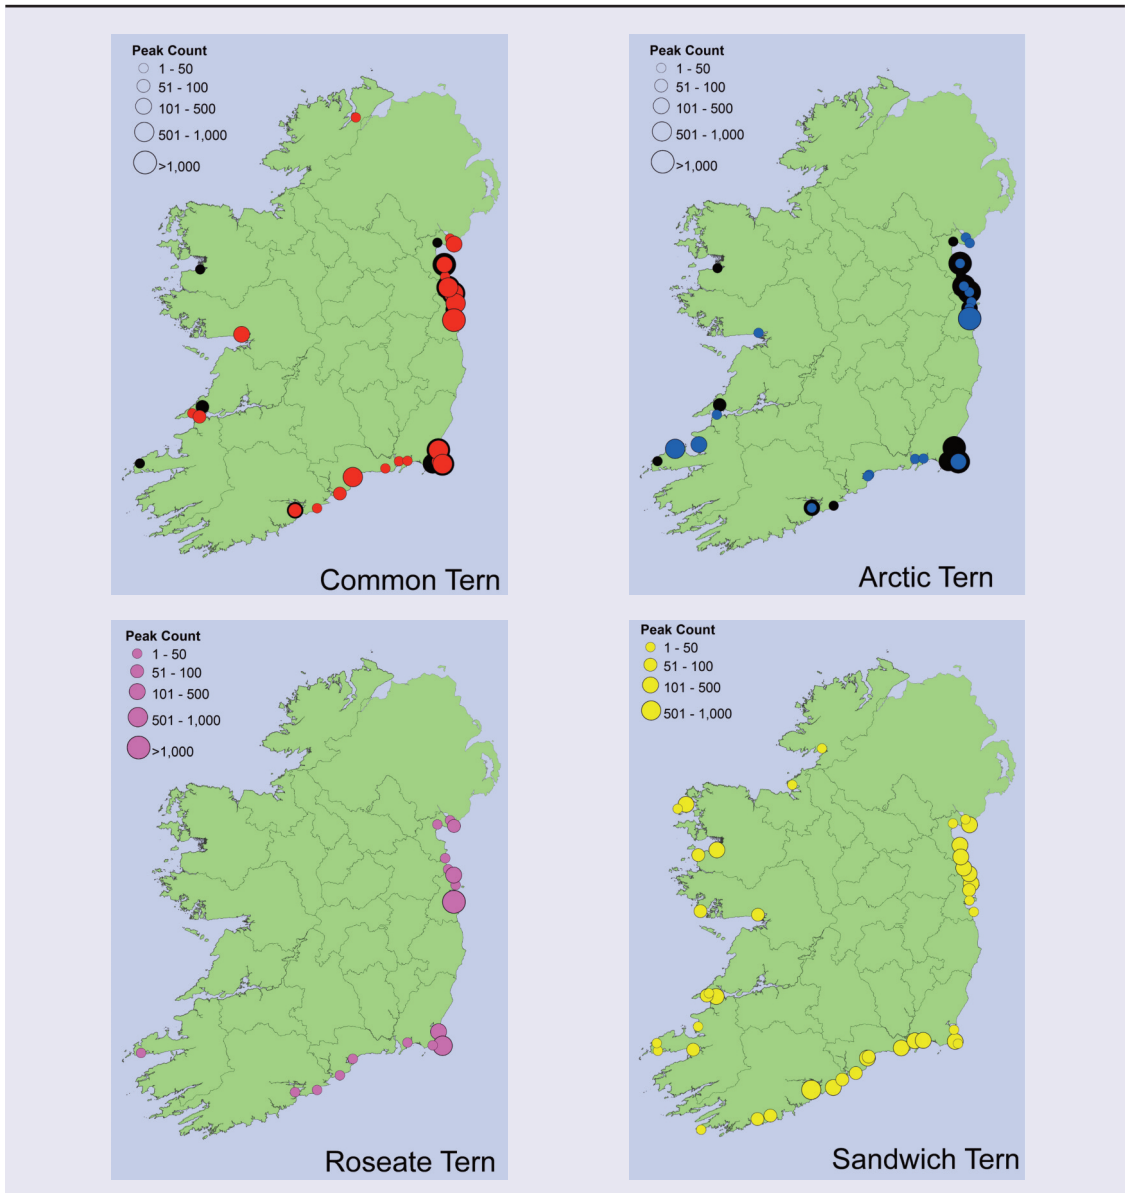 Peak Count
1 - 50
51 - 100
101 - 500
501 - 1,000
>1,000
Common Tern
Peak Count
1 - 50
51 - 100
101 - 500
501 - 1,000
>1,000
Arctic Tern
Peak Count
1 - 50
51 - 100
101 - 500
501 - 1,000
>1,000
Roseate Tern
Peak Count
1 - 50
51 - 100
101 - 500
501 - 1,000
Sandwich Tern